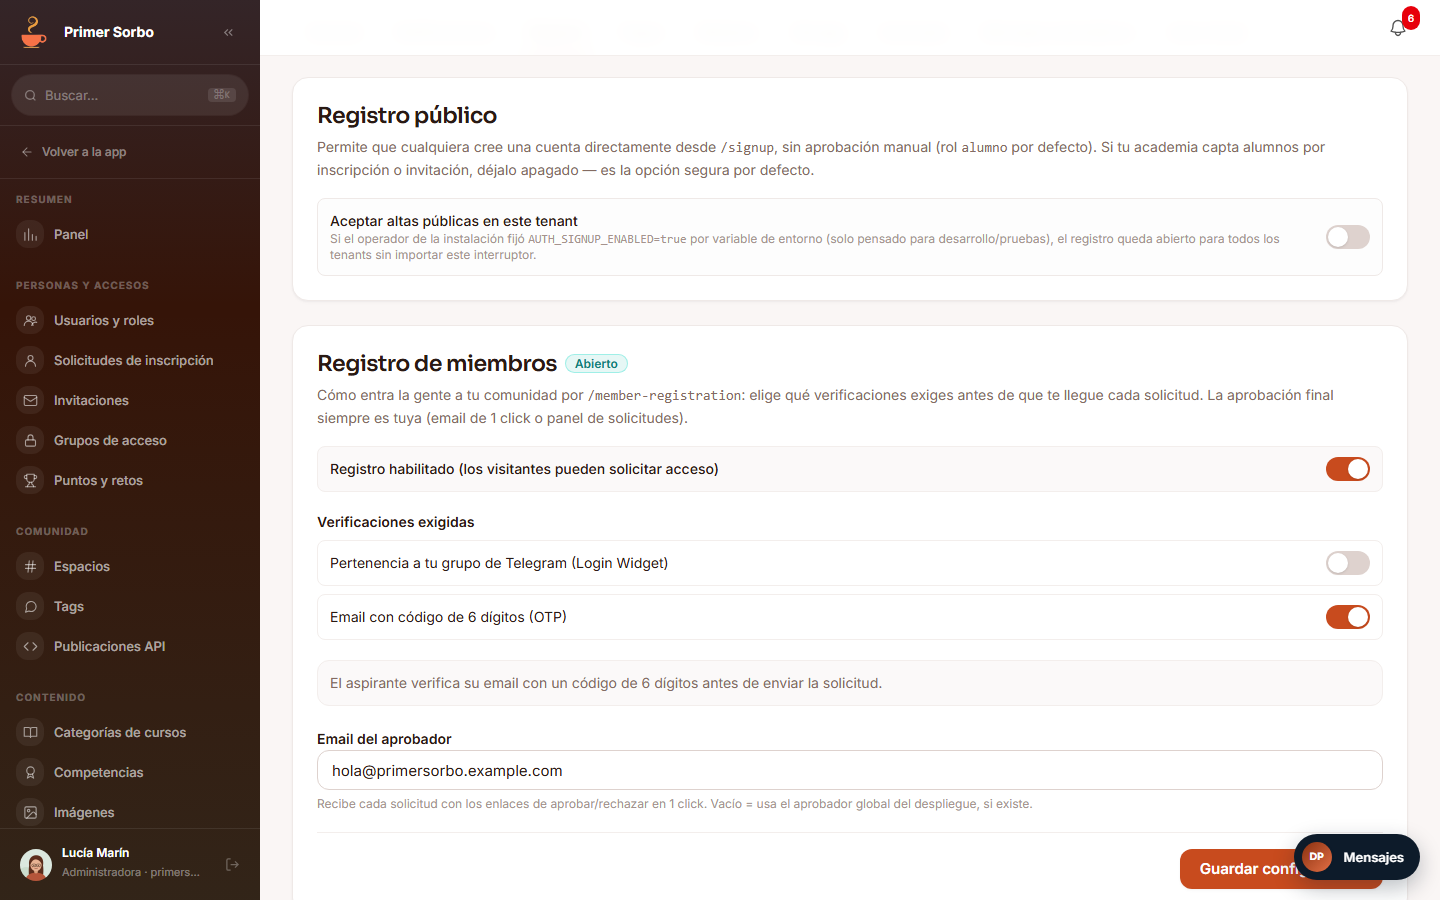 Primer Sorbo
«
Buscar...
⌘K
Volver a la app
RESUMEN
Panel
PERSONAS Y ACCESOS
Usuarios y roles
Solicitudes de inscripción
Invitaciones
Grupos de acceso
Puntos y retos
COMUNIDAD
Espacios
Tags
Publicaciones API
CONTENIDO
Categorías de cursos
Competencias
Imágenes
Lucía Marín
Administradora · primers...
6
Registro público
Permite que cualquiera cree una cuenta directamente desde /signup, sin aprobación manual (rol alumno por defecto). Si tu academia capta alumnos por
inscripción o invitación, déjalo apagado — es la opción segura por defecto.
Aceptar altas públicas en este tenant
Si el operador de la instalación fijó AUTH_SIGNUP_ENABLED=true por variable de entorno (solo pensado para desarrollo/pruebas), el registro queda abierto para todos los
tenants sin importar este interruptor.
Registro de miembros Abierto
Cómo entra la gente a tu comunidad por /member-registration: elige qué verificaciones exiges antes de que te llegue cada solicitud. La aprobación final
siempre es tuya (email de 1 click o panel de solicitudes).
Registro habilitado (los visitantes pueden solicitar acceso)
Verificaciones exigidas
Pertenencia a tu grupo de Telegram (Login Widget)
Email con código de 6 dígitos (OTP)
El aspirante verifica su email con un código de 6 dígitos antes de enviar la solicitud.
Email del aprobador
hola@primersorbo.example.com
Recibe cada solicitud con los enlaces de aprobar/rechazar en 1 click. Vacío = usa el aprobador global del despliegue, si existe.
Guardar confi
DP Mensajes